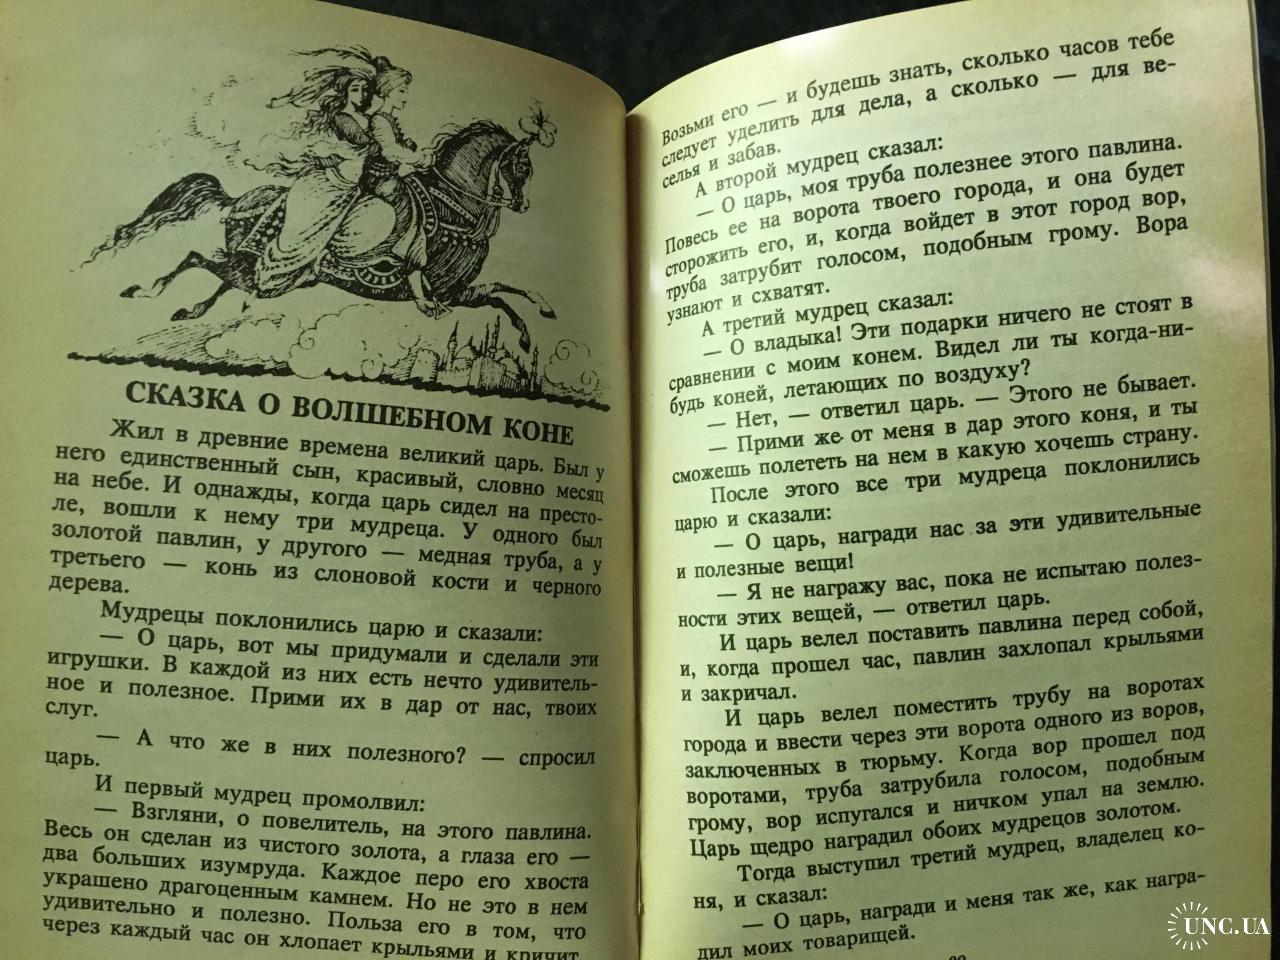 СКАЗКА О ВОЛШЕБНОМ КОНЕ
Жил в древние времена великий царь. Был у
него единственный сын, красивый, словно месяц
на небе. И однажды, когда царь сидел на престо-
ле, вошли к нему три мудреца. У одного был
золотой павлин, у другого — медная труба, а у
третьего — конь из слоновой кости и черного
дерева.
Мудрецы поклонились царю и сказали:
— О царь, вот мы придумали и сделали эти
игрушки. В каждой из них есть нечто удивитель-
ное и полезное. Прими их в дар от нас, твоих
слуг.
— А что же в них полезного? — спросил
царь.
И первый мудрец промолвил:
— Взгляни, о повелитель, на этого павлина.
Весь он сделан из чистого золота, а глаза его —
два больших изумруда. Каждое перо его хвоста
украшено драгоценным камнем. Но не это в нем
удивительно и полезно. Польза его в том, что
через каждый час он хлопает крыльями и кричит.
Возьми его — и будешь знать, сколько часов тебе
следует уделить для дела, а сколько — для ве-
селья и забав.
А второй мудрец сказал:
— О царь, моя труба полезнее этого павлина.
Повесь ее на ворота твоего города, и она будет
сторожить его, и, когда войдет в этот город вор,
труба затрубит голосом, подобным грому. Вора
узнают и схватят.
А третий мудрец сказал:
— О владыка! Эти подарки ничего не стоят в
сравнении с моим конем. Видел ли ты когда-ни-
будь коней, летающих по воздуху?
— Нет, — ответил царь. — Этого не бывает.
— Прими же от меня в дар этого коня, и ты
сможешь полететь на нем в какую хочешь страну.
После этого все три мудреца поклонились
царю и сказали:
— О царь, награди нас за эти удивительные
и полезные вещи!
— Я не награжу вас, пока не испытаю полез-
ности этих вещей, — ответил царь.
И царь велел поставить павлина перед собой,
и, когда прошел час, павлин захлопал крыльями
и закричал.
И царь велел поместить трубу на воротах
города и ввести через эти ворота одного из воров,
заключенных в тюрьму. Когда вор прошел под
воротами, труба затрубила голосом, подобным
грому, вор испугался и ничком упал на землю.
Царь щедро наградил обоих мудрецов золотом.
Тогда выступил третий мудрец, владелец ко-
ня, и сказал:
— О царь, награди и меня так же, как награ-
дил моих товарищей.
UNC.UA